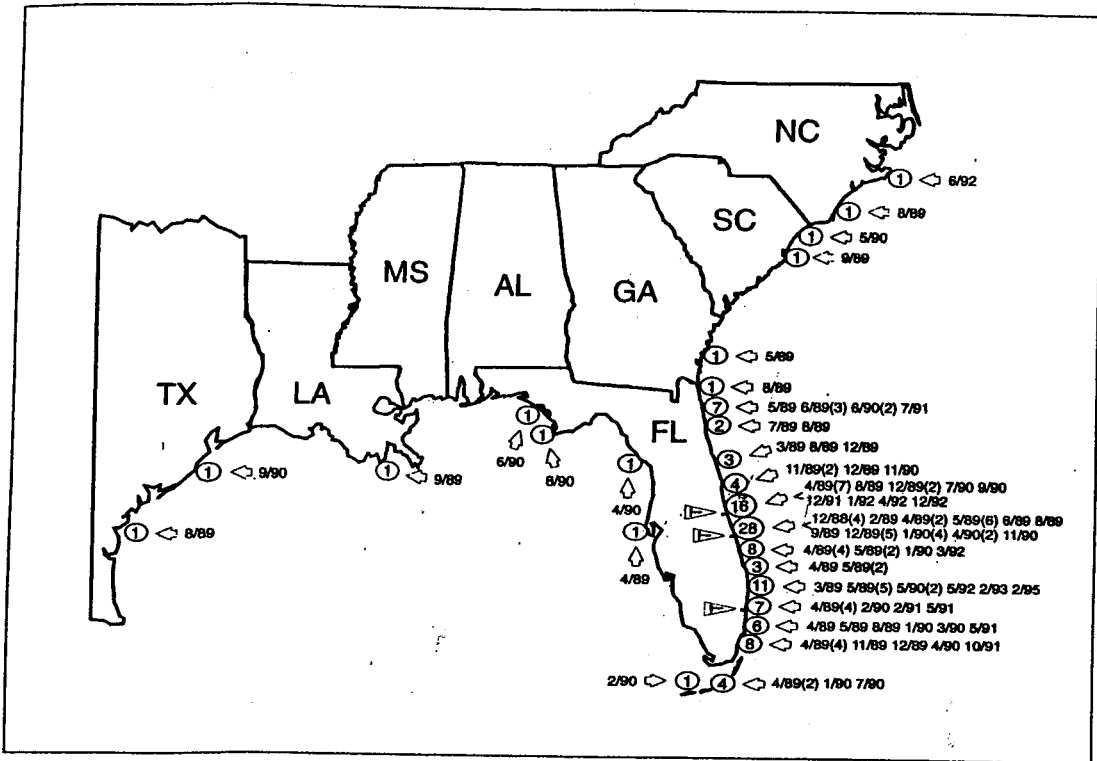 NC
① ⇦ 6/92
① ⇦ 8/89
SC
① ⇦ 5/90
① ⇦ 9/89
MS
AL
GA
① ⇦ 5/89
① ⇦ 8/89
TX
LA
FL
⑦ ⇦ 5/89 6/89(3) 6/90(2) 7/91
② ⇦ 7/89 8/89
① 6/90
① 8/90
③ ⇦ 3/89 8/89 12/89
① ⇦ 9/90
① ⇦ 9/89
① 4/90
④ 11/89(2) 12/89 11/90
⑯ 4/89(7) 8/89 12/89(2) 7/90 9/90
12/91 1/92 4/92 12/92
㉘ 12/88(4) 2/89 4/89(2) 5/89(6) 6/89 8/89
9/89 12/89(5) 1/90(4) 4/90(2) 11/90
① ⇦ 8/89
① 4/89
⑧ ⇦ 4/89(4) 5/89(2) 1/90 3/92
③ ⇦ 4/89 5/89(2)
⑪ ⇦ 3/89 5/89(5) 5/90(2) 5/92 2/93 2/95
⑦ ⇦ 4/89(4) 2/90 2/91 5/91
⑥ ⇦ 4/89 5/89 8/89 1/90 3/90 5/91
⑧ ⇦ 4/89(4) 11/89 12/89 4/90 10/91
2/90 ⇨ ① ④ ⇦ 4/89(2) 1/90 7/90